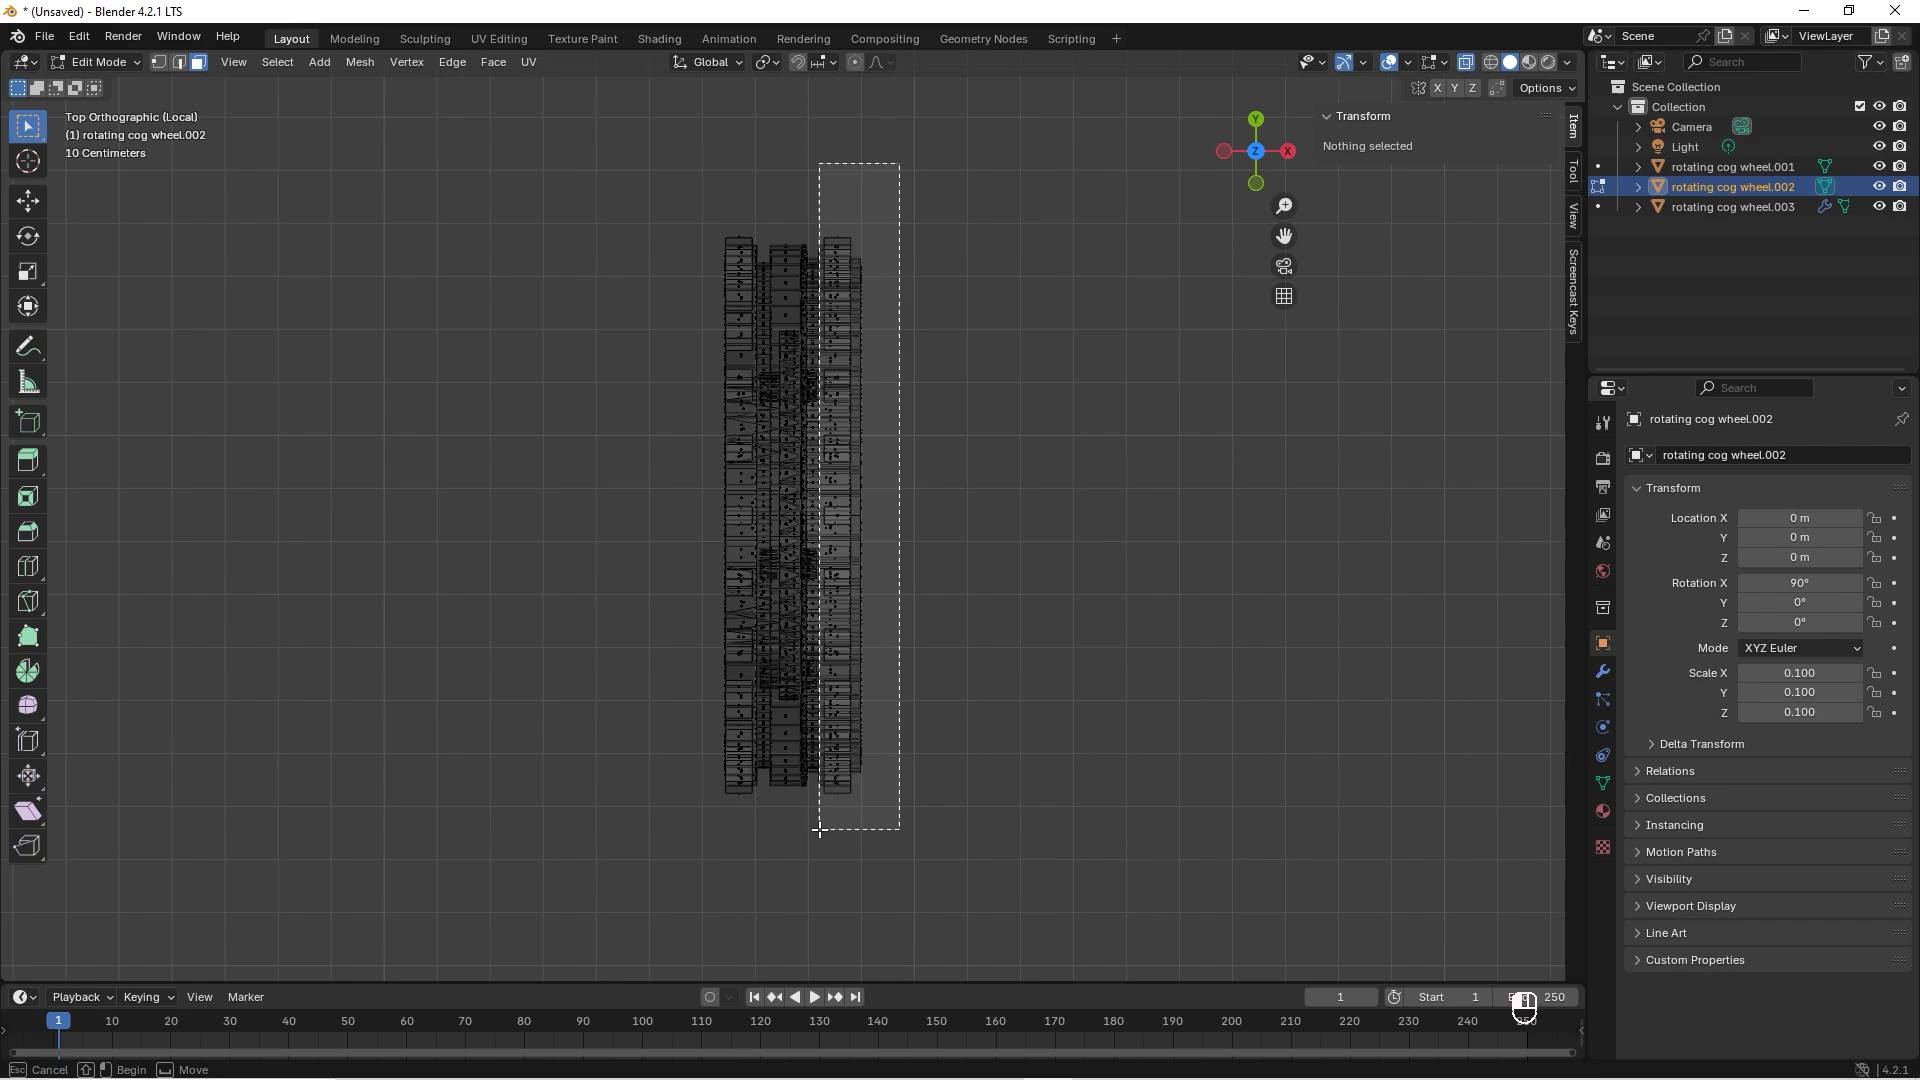 * (Unsaved) - Blender 4.2.1 LTS
File Edit Render Window Help
Layout Modeling Sculpting UV Editing Texture Paint Shading Animation Rendering Compositing Geometry Nodes Scripting +
Scene
ViewLayer
Edit Mode View Select Add Mesh Vertex Edge Face UV
Global
Search
X Y Z Options
Top Orthographic (Local)
(1) rotating cog wheel.002
10 Centimeters
Y
Z
X
Transform
Nothing selected
Item
Tool
View
Screencast Keys
Scene Collection
Collection
Camera
Light
rotating cog wheel.001
rotating cog wheel.002
rotating cog wheel.003
Search
rotating cog wheel.002
rotating cog wheel.002
Transform
Location X 0 m
Y 0 m
Z 0 m
Rotation X 90°
Y 0°
Z 0°
Mode XYZ Euler
Scale X 0.100
Y 0.100
Z 0.100
Delta Transform
Relations
Collections
Instancing
Motion Paths
Visibility
Viewport Display
Line Art
Custom Properties
Playback Keying View Marker
1 Start 1 250
1 10 20 30 40 50 60 70 80 90 100 110 120 130 140 150 160 170 180 190 200 210 220 230 240 250
Esc Cancel Begin Move
4.2.1